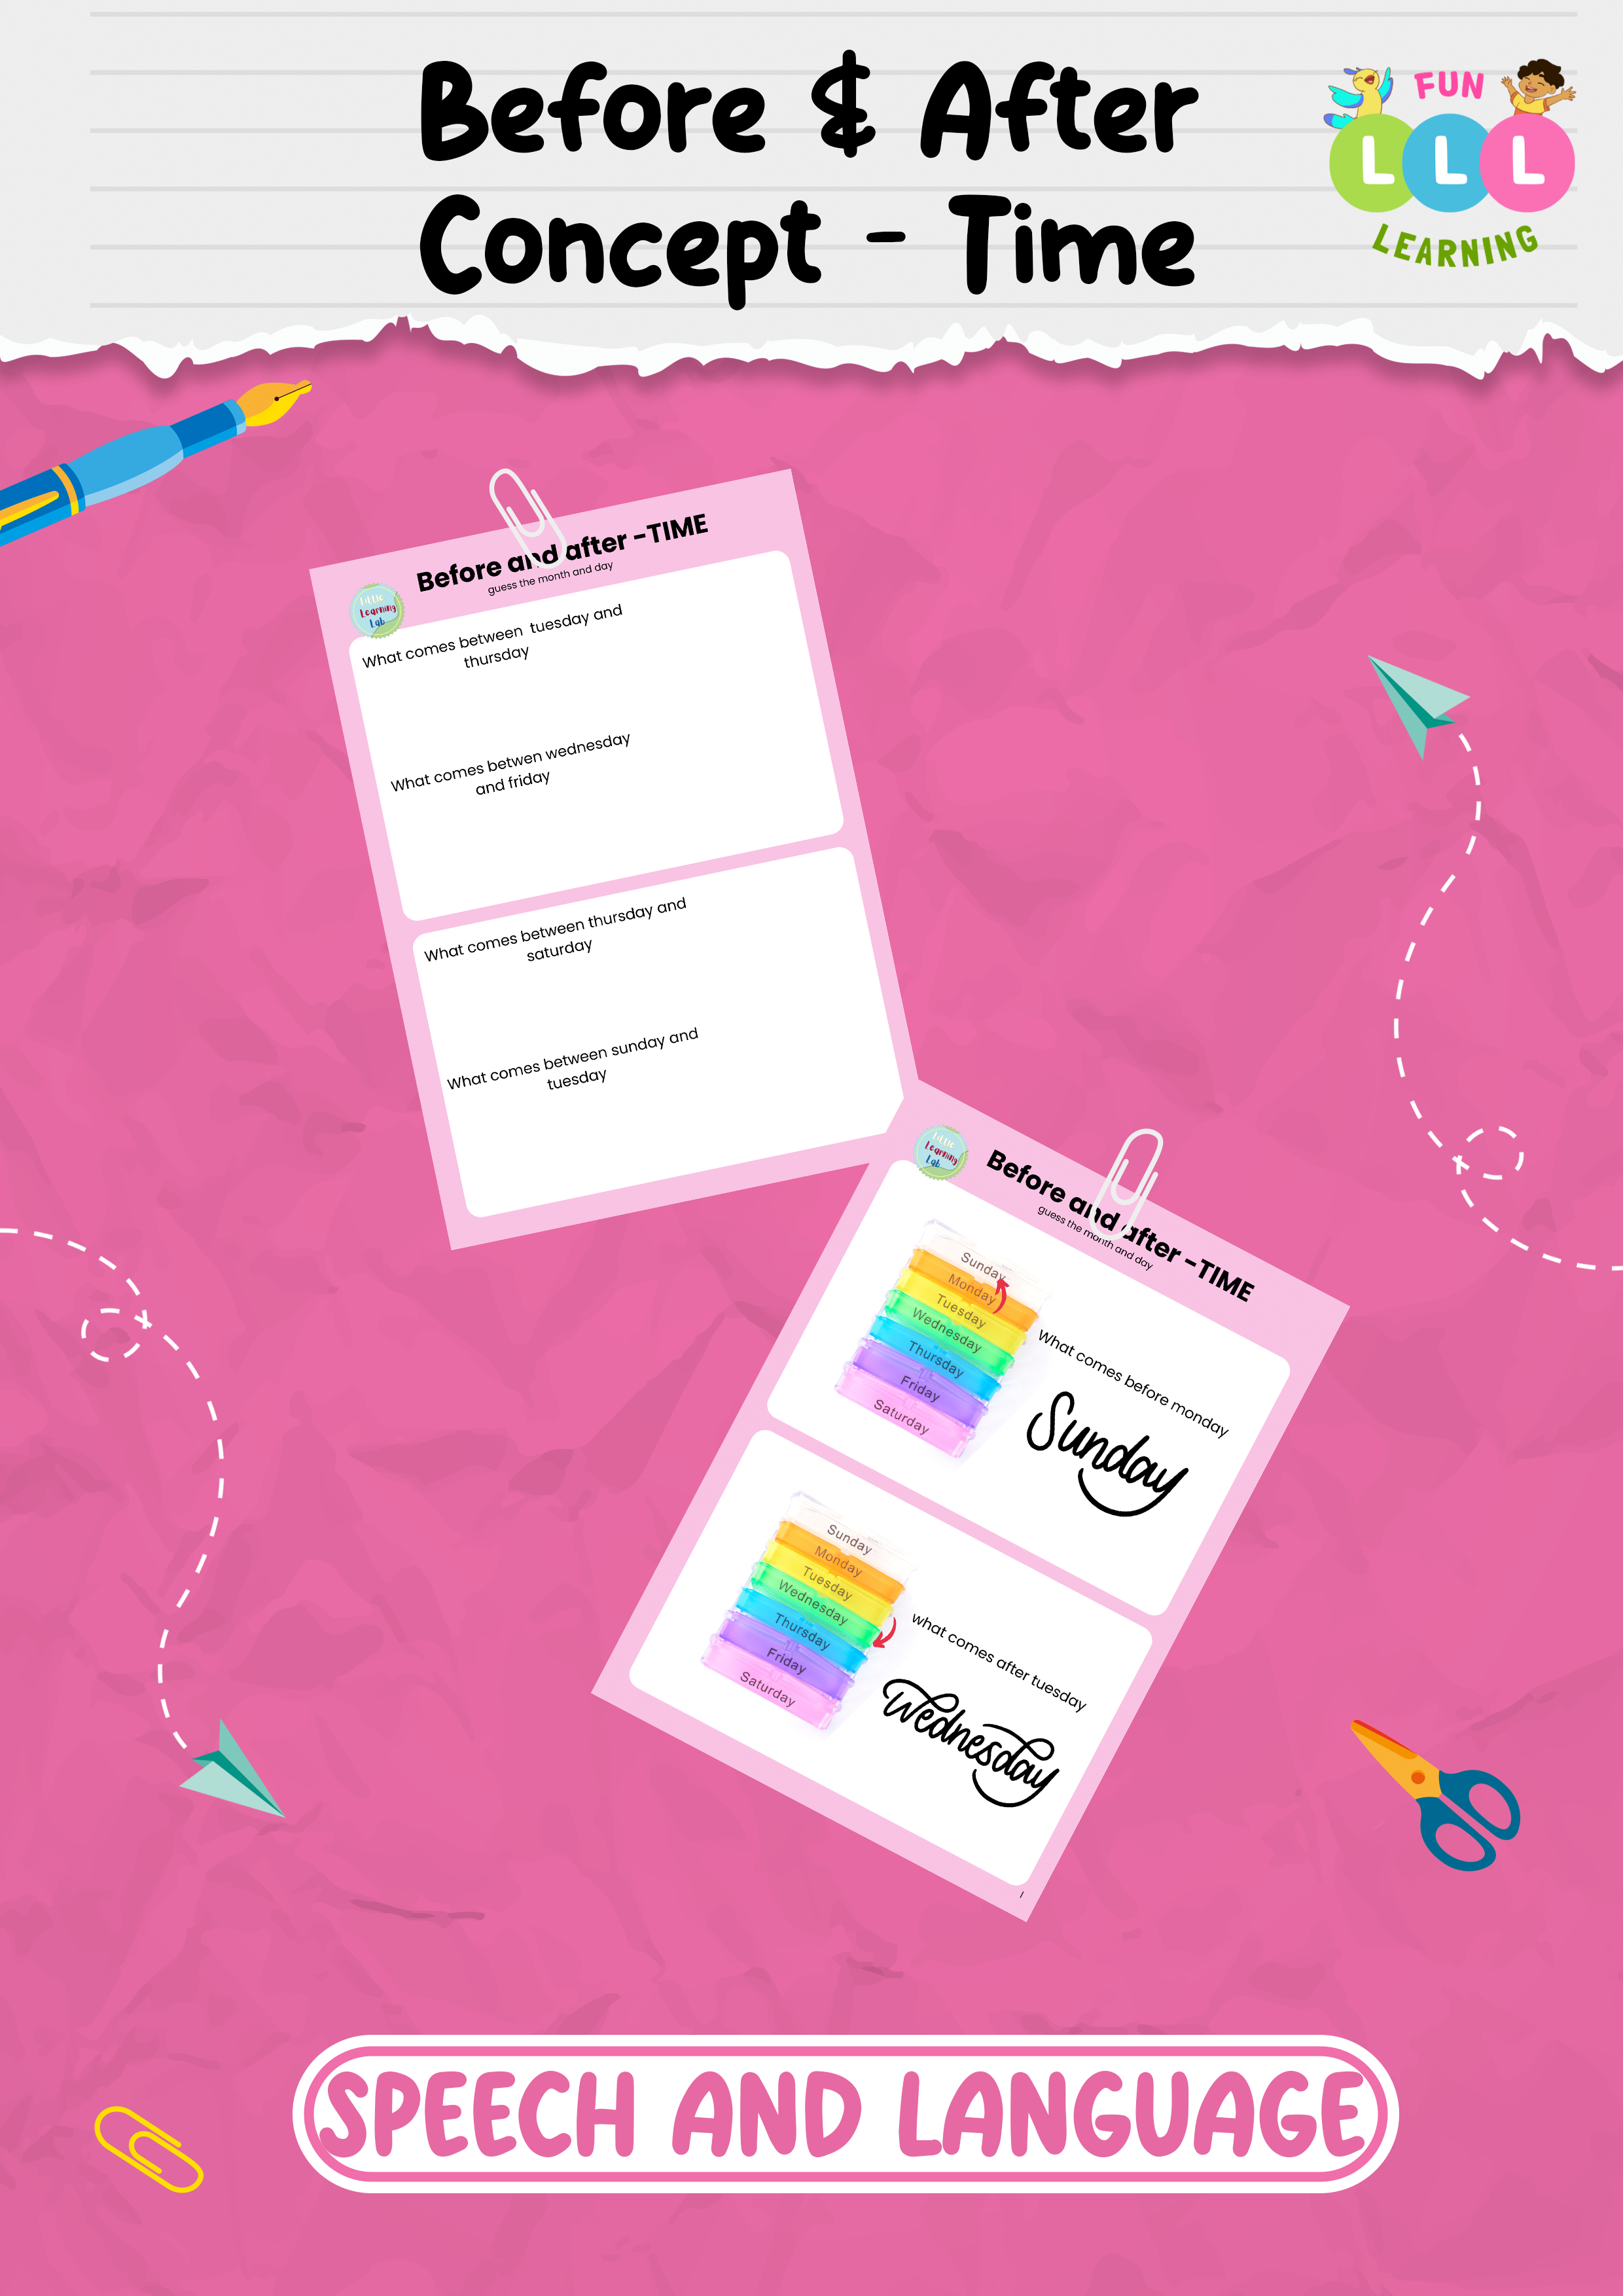 Before & After
Concept - Time
FUN
L L L
LEARNING
Before and after -TIME
guess the month and day
Little
Learning
Lab
What comes between tuesday and
thursday
What comes betwen wednesday
and friday
What comes between thursday and
saturday
What comes between sunday and
tuesday
Little
Learning
Lab
Before and after -TIME
guess the month and day
Sunday
Monday
Tuesday
Wednesday
Thursday
Friday
Saturday
What comes before monday
Sunday
Sunday
Monday
Tuesday
Wednesday
Thursday
Friday
Saturday
what comes after tuesday
Wednesday
1
SPEECH AND LANGUAGE